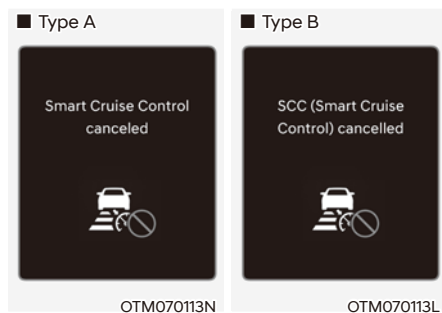 ■ Type A
Smart Cruise Control
canceled
OTM070113N
■ Type B
SCC (Smart Cruise
Control) cancelled
OTM070113L